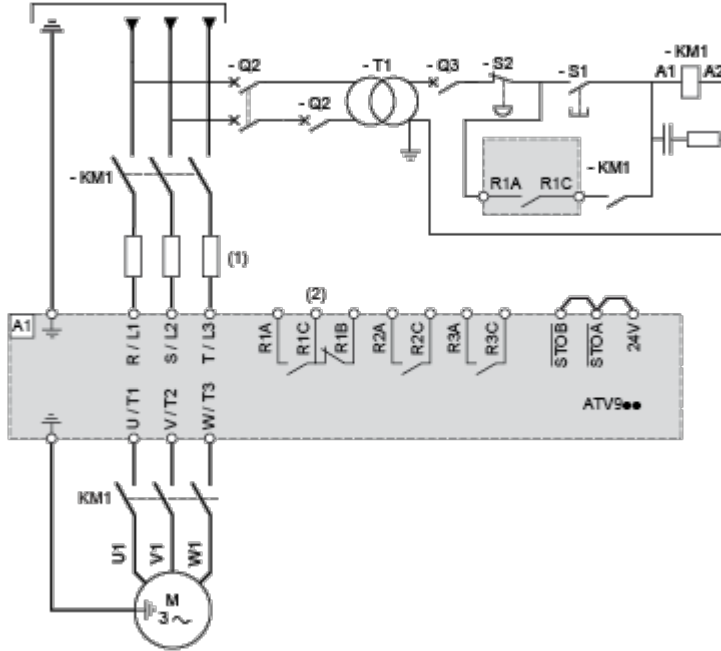 - Q2
- T1
- Q3
- S2
- S1
- KM1
A1
A2
- Q2
R1A
R1C
- KM1
- KM1
(1)
(2)
A1
R / L1
S / L2
T / L3
R1A
R1C
R1B
R2A
R2C
R3A
R3C
STOB
STOA
24V
U / T1
V / T2
W / T3
ATV9●●
KM1
U1
V1
W1
M
3 ~